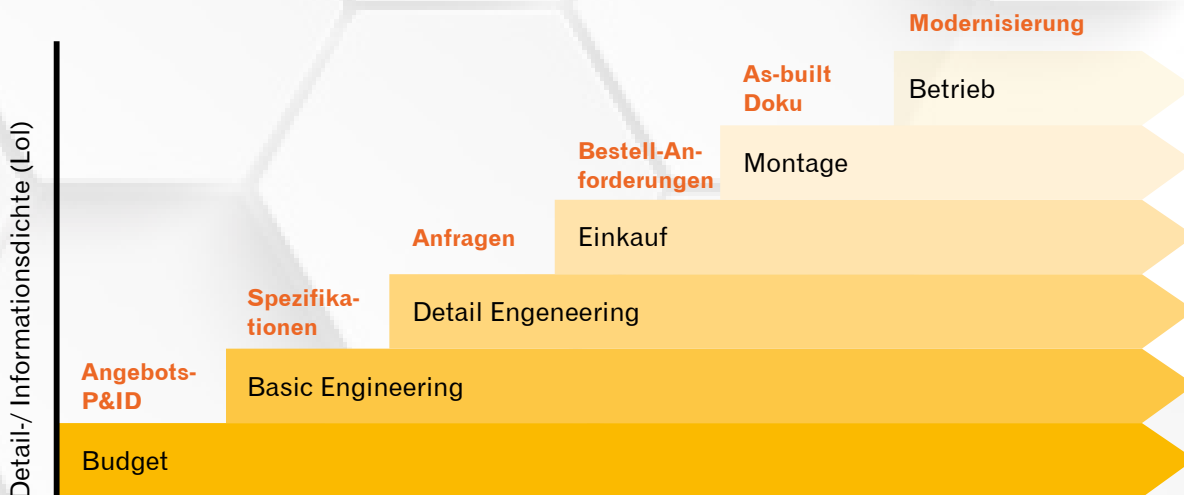 Modernisierung
Betrieb
As-built
Doku
Montage
Bestell-An-
forderungen
Einkauf
Anfragen
Detail Engeneering
Spezifika-
tionen
Basic Engineering
Angebots-
P&ID
Budget
Detail-/ Informationsdichte (LoI)